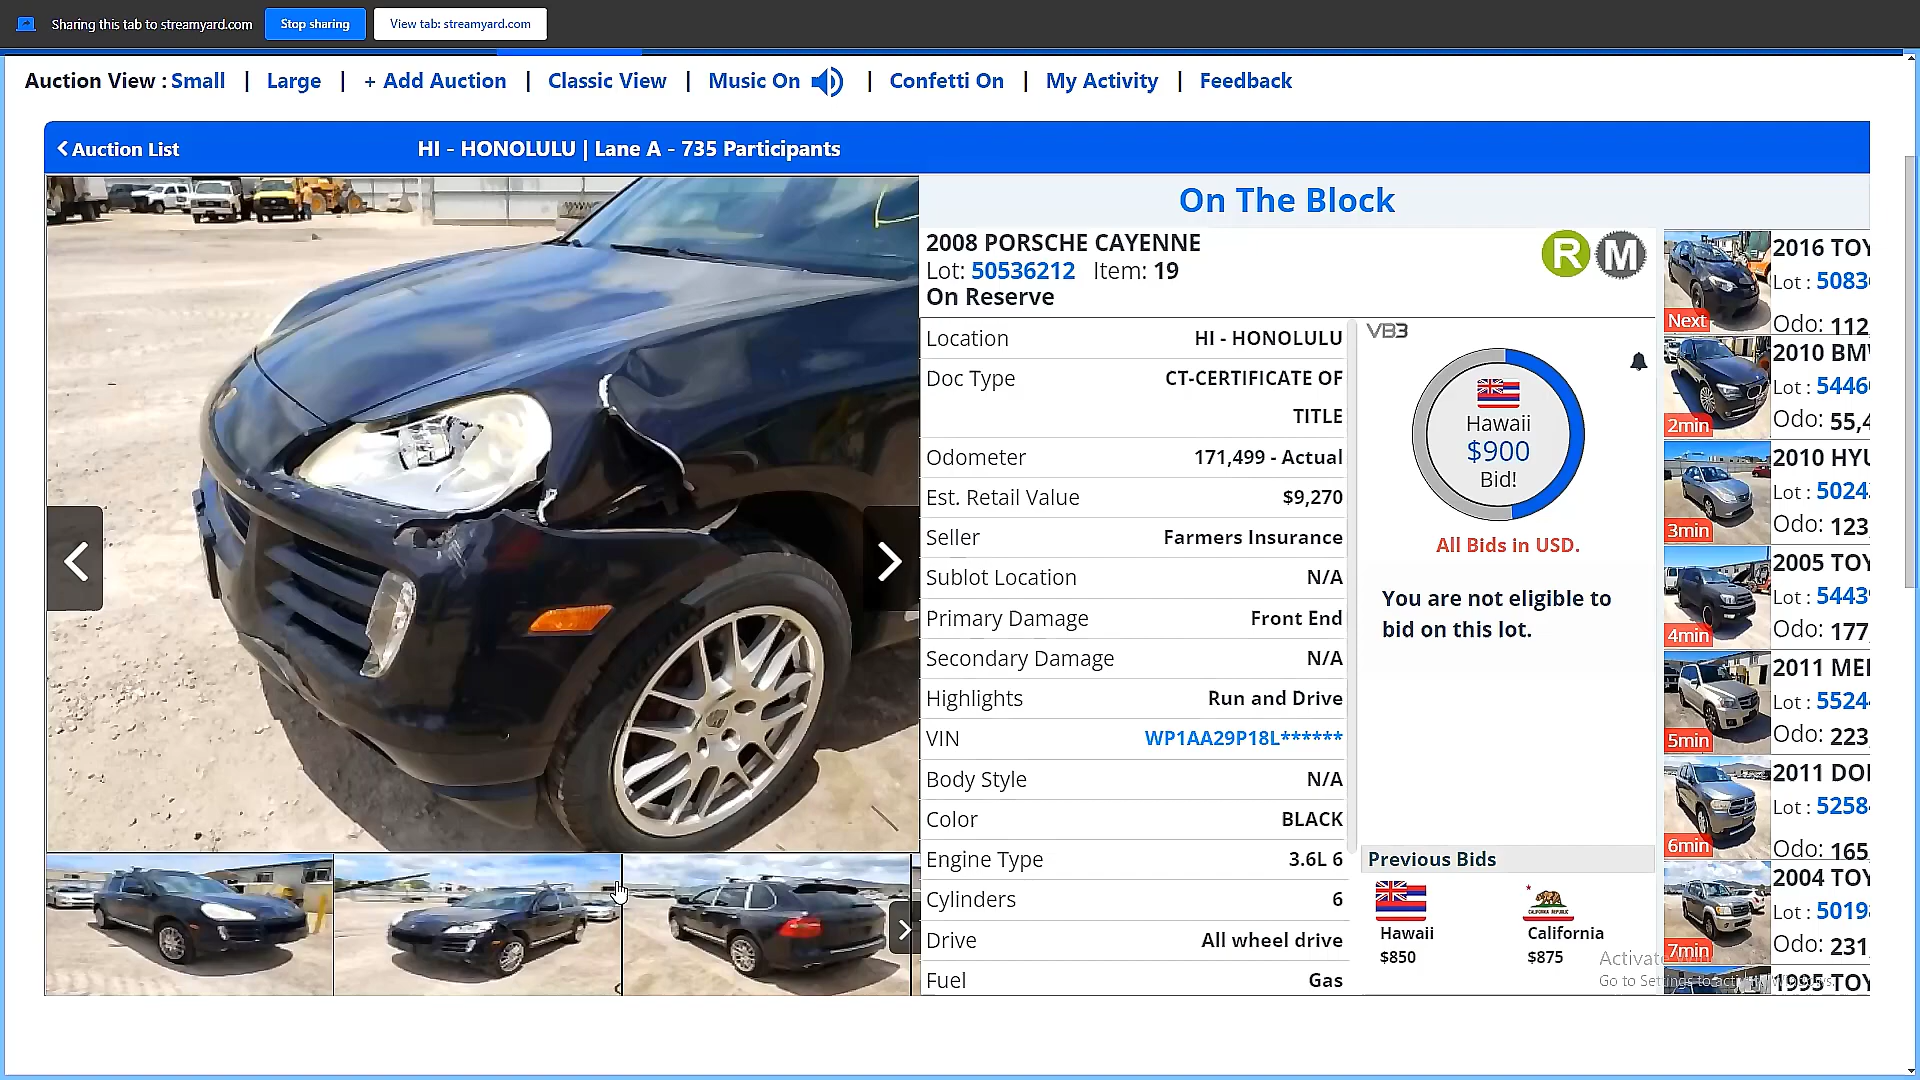 Sharing this tab to streamyard.com
Stop sharing
View tab: streamyard.com
Auction View : Small | Large | + Add Auction | Classic View | Music On | Confetti On | My Activity | Feedback
Auction List
HI - HONOLULU | Lane A - 735 Participants
On The Block
2008 PORSCHE CAYENNE
Lot: 50536212 Item: 19
On Reserve
R M
Location HI - HONOLULU
Doc Type CT-CERTIFICATE OF
TITLE
Odometer 171,499 - Actual
Est. Retail Value $9,270
Seller Farmers Insurance
Sublot Location N/A
Primary Damage Front End
Secondary Damage N/A
Highlights Run and Drive
VIN WP1AA29P18L******
Body Style N/A
Color BLACK
Engine Type 3.6L 6
Cylinders 6
Drive All wheel drive
Fuel Gas
VB3
Hawaii
$900
Bid!
All Bids in USD.
You are not eligible to
bid on this lot.
Previous Bids
Hawaii
$850
California
$875
Next
2016 TOY
Lot : 5083
Odo: 112
2min
2010 BMW
Lot : 5446
Odo: 55,4
3min
2010 HYU
Lot : 5024
Odo: 123
4min
2005 TOY
Lot : 5443
Odo: 177
5min
2011 MER
Lot : 5524
Odo: 223
6min
2011 DOD
Lot : 5258
Odo: 165
7min
2004 TOY
Lot : 5019
Odo: 231
1995 TOY
Activate
Go to Settings to activate Windows.